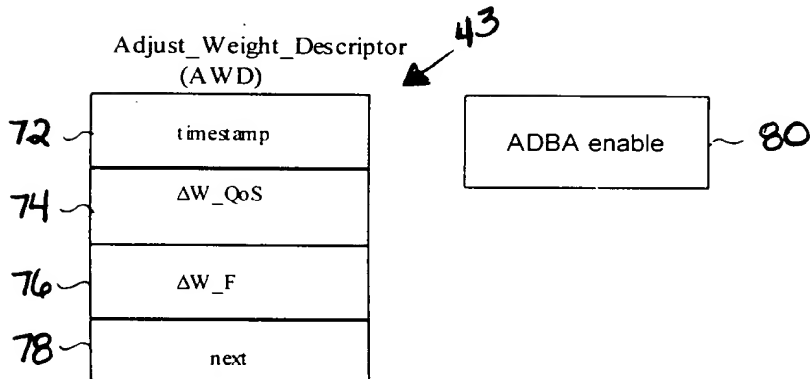 43
Adjust_Weight_Descriptor
(AWD)
72
timestamp
ADBA enable
80
74
ΔW_QoS
76
ΔW_F
78
next